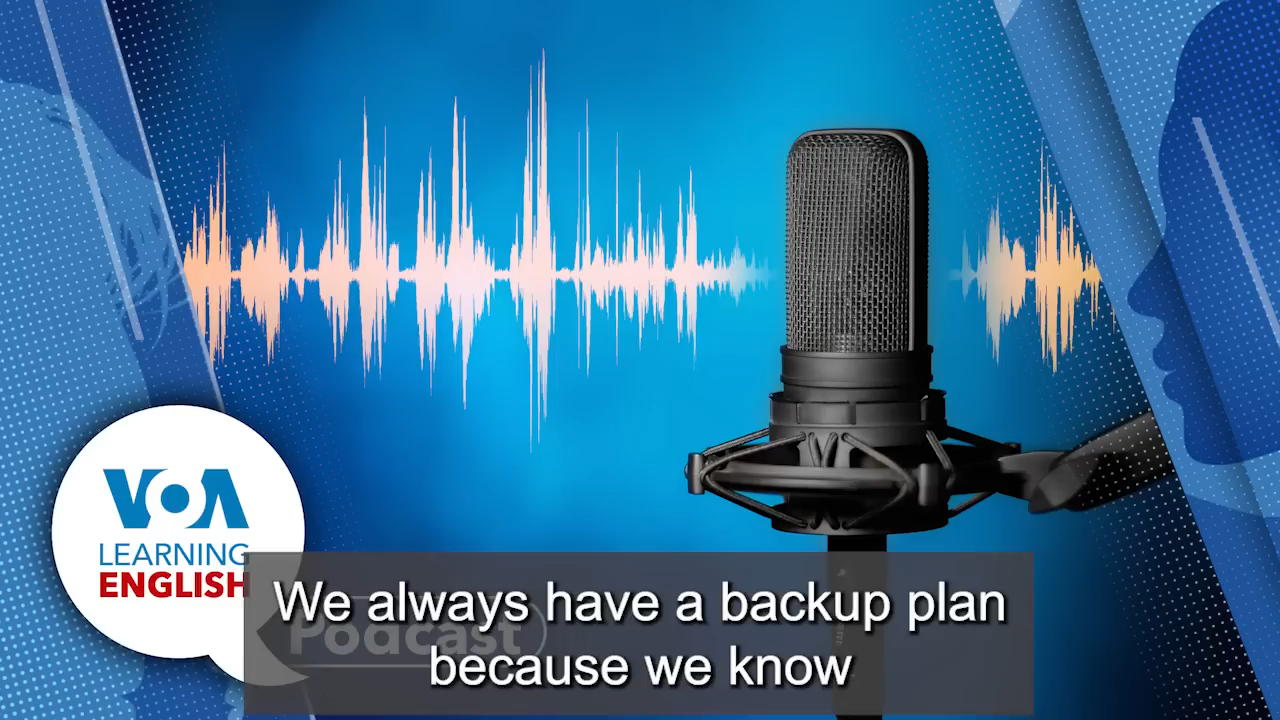 VOA
LEARNING
ENGLISH
Podcast
We always have a backup plan
because we know